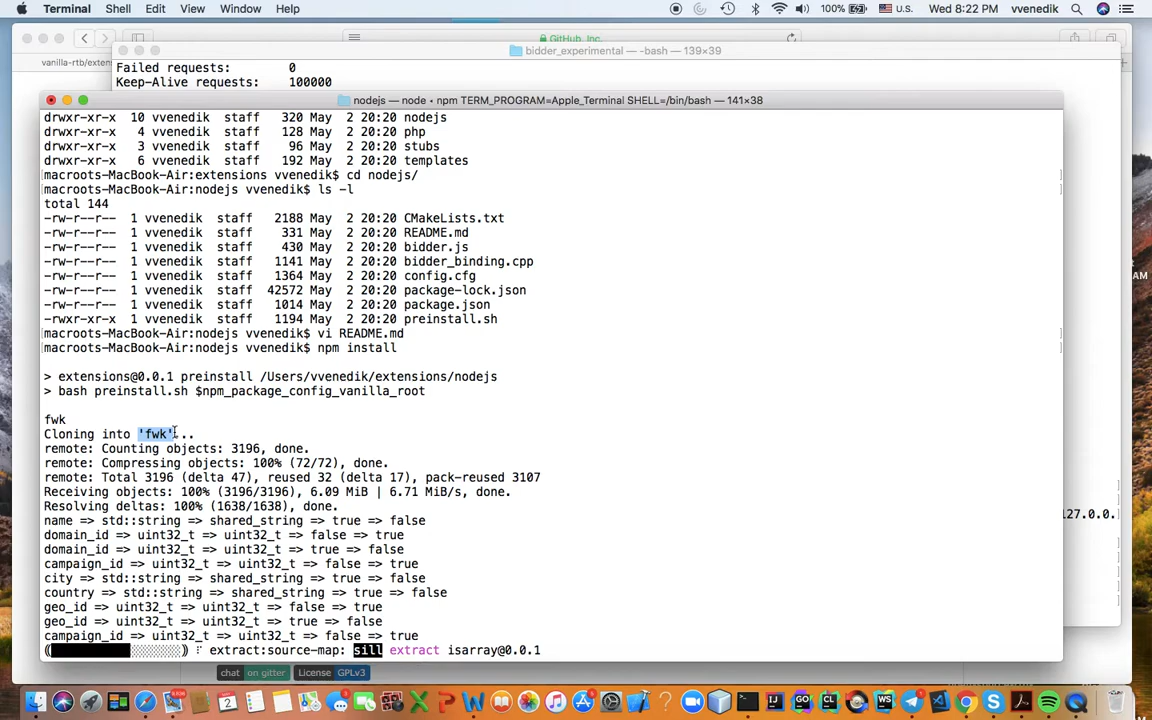 Terminal Shell Edit View Window Help 100% U.S. Wed 8:22 PM vvenedik
GitHub, Inc.
vanilla-rtb/exten
bidder_experimental — -bash — 139×39
Failed requests: 0
Keep-Alive requests: 100000
nodejs — node • npm TERM_PROGRAM=Apple_Terminal SHELL=/bin/bash — 141×38
drwxr-xr-x 10 vvenedik staff 320 May 2 20:20 nodejs
drwxr-xr-x 4 vvenedik staff 128 May 2 20:20 php
drwxr-xr-x 3 vvenedik staff 96 May 2 20:20 stubs
drwxr-xr-x 6 vvenedik staff 192 May 2 20:20 templates
macroots-MacBook-Air:extensions vvenedik$ cd nodejs/
macroots-MacBook-Air:nodejs vvenedik$ ls -l
total 144
-rw-r--r-- 1 vvenedik staff 2188 May 2 20:20 CMakeLists.txt
-rw-r--r-- 1 vvenedik staff 331 May 2 20:20 README.md
-rw-r--r-- 1 vvenedik staff 430 May 2 20:20 bidder.js
-rw-r--r-- 1 vvenedik staff 1141 May 2 20:20 bidder_binding.cpp
-rw-r--r-- 1 vvenedik staff 1364 May 2 20:20 config.cfg
-rw-r--r-- 1 vvenedik staff 42572 May 2 20:20 package-lock.json
-rw-r--r-- 1 vvenedik staff 1014 May 2 20:20 package.json
-rwxr-xr-x 1 vvenedik staff 1194 May 2 20:20 preinstall.sh
macroots-MacBook-Air:nodejs vvenedik$ vi README.md
macroots-MacBook-Air:nodejs vvenedik$ npm install
> extensions@0.0.1 preinstall /Users/vvenedik/extensions/nodejs
> bash preinstall.sh $npm_package_config_vanilla_root
fwk
Cloning into 'fwk'...
remote: Counting objects: 3196, done.
remote: Compressing objects: 100% (72/72), done.
remote: Total 3196 (delta 47), reused 32 (delta 17), pack-reused 3107
Receiving objects: 100% (3196/3196), 6.09 MiB | 6.71 MiB/s, done.
Resolving deltas: 100% (1638/1638), done.
name => std::string => shared_string => true => false
domain_id => uint32_t => uint32_t => false => true
domain_id => uint32_t => uint32_t => true => false
campaign_id => uint32_t => uint32_t => false => true
city => std::string => shared_string => true => false
country => std::string => shared_string => true => false
geo_id => uint32_t => uint32_t => false => true
geo_id => uint32_t => uint32_t => true => false
campaign_id => uint32_t => uint32_t => false => true
extract:source-map: sill extract isarray@0.0.1
AM
127.0.0.
chat on gitter License GPLv3